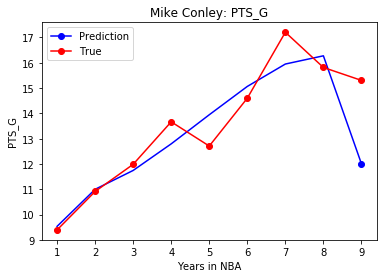 Mike Conley: PTS_G
Prediction
True
17
16
15
14
13
12
11
10
9
PTS_G
1 2 3 4 5 6 7 8 9
Years in NBA